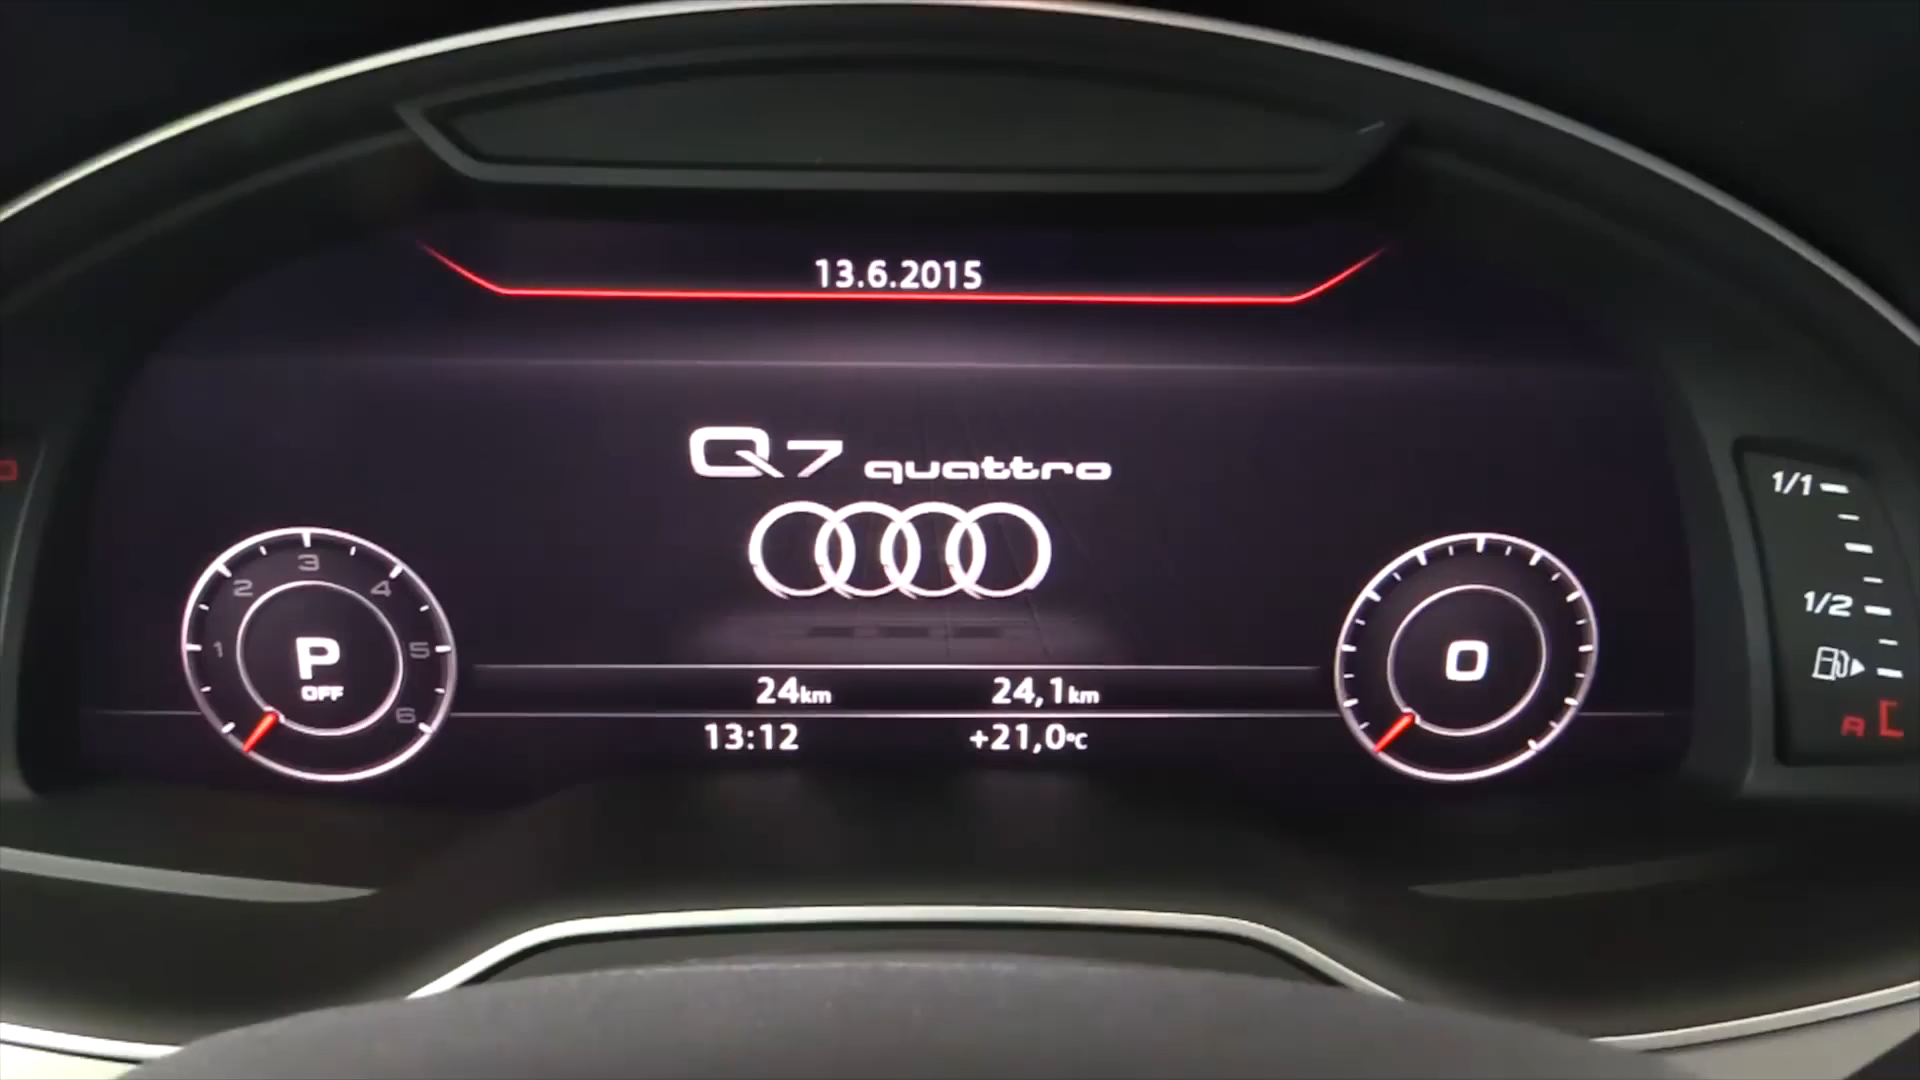 13.6.2015
Q7 quattro
1 2 3 4 5 6
P
OFF
0
24km 24,1km
13:12 +21,0°C
1/1
1/2
R